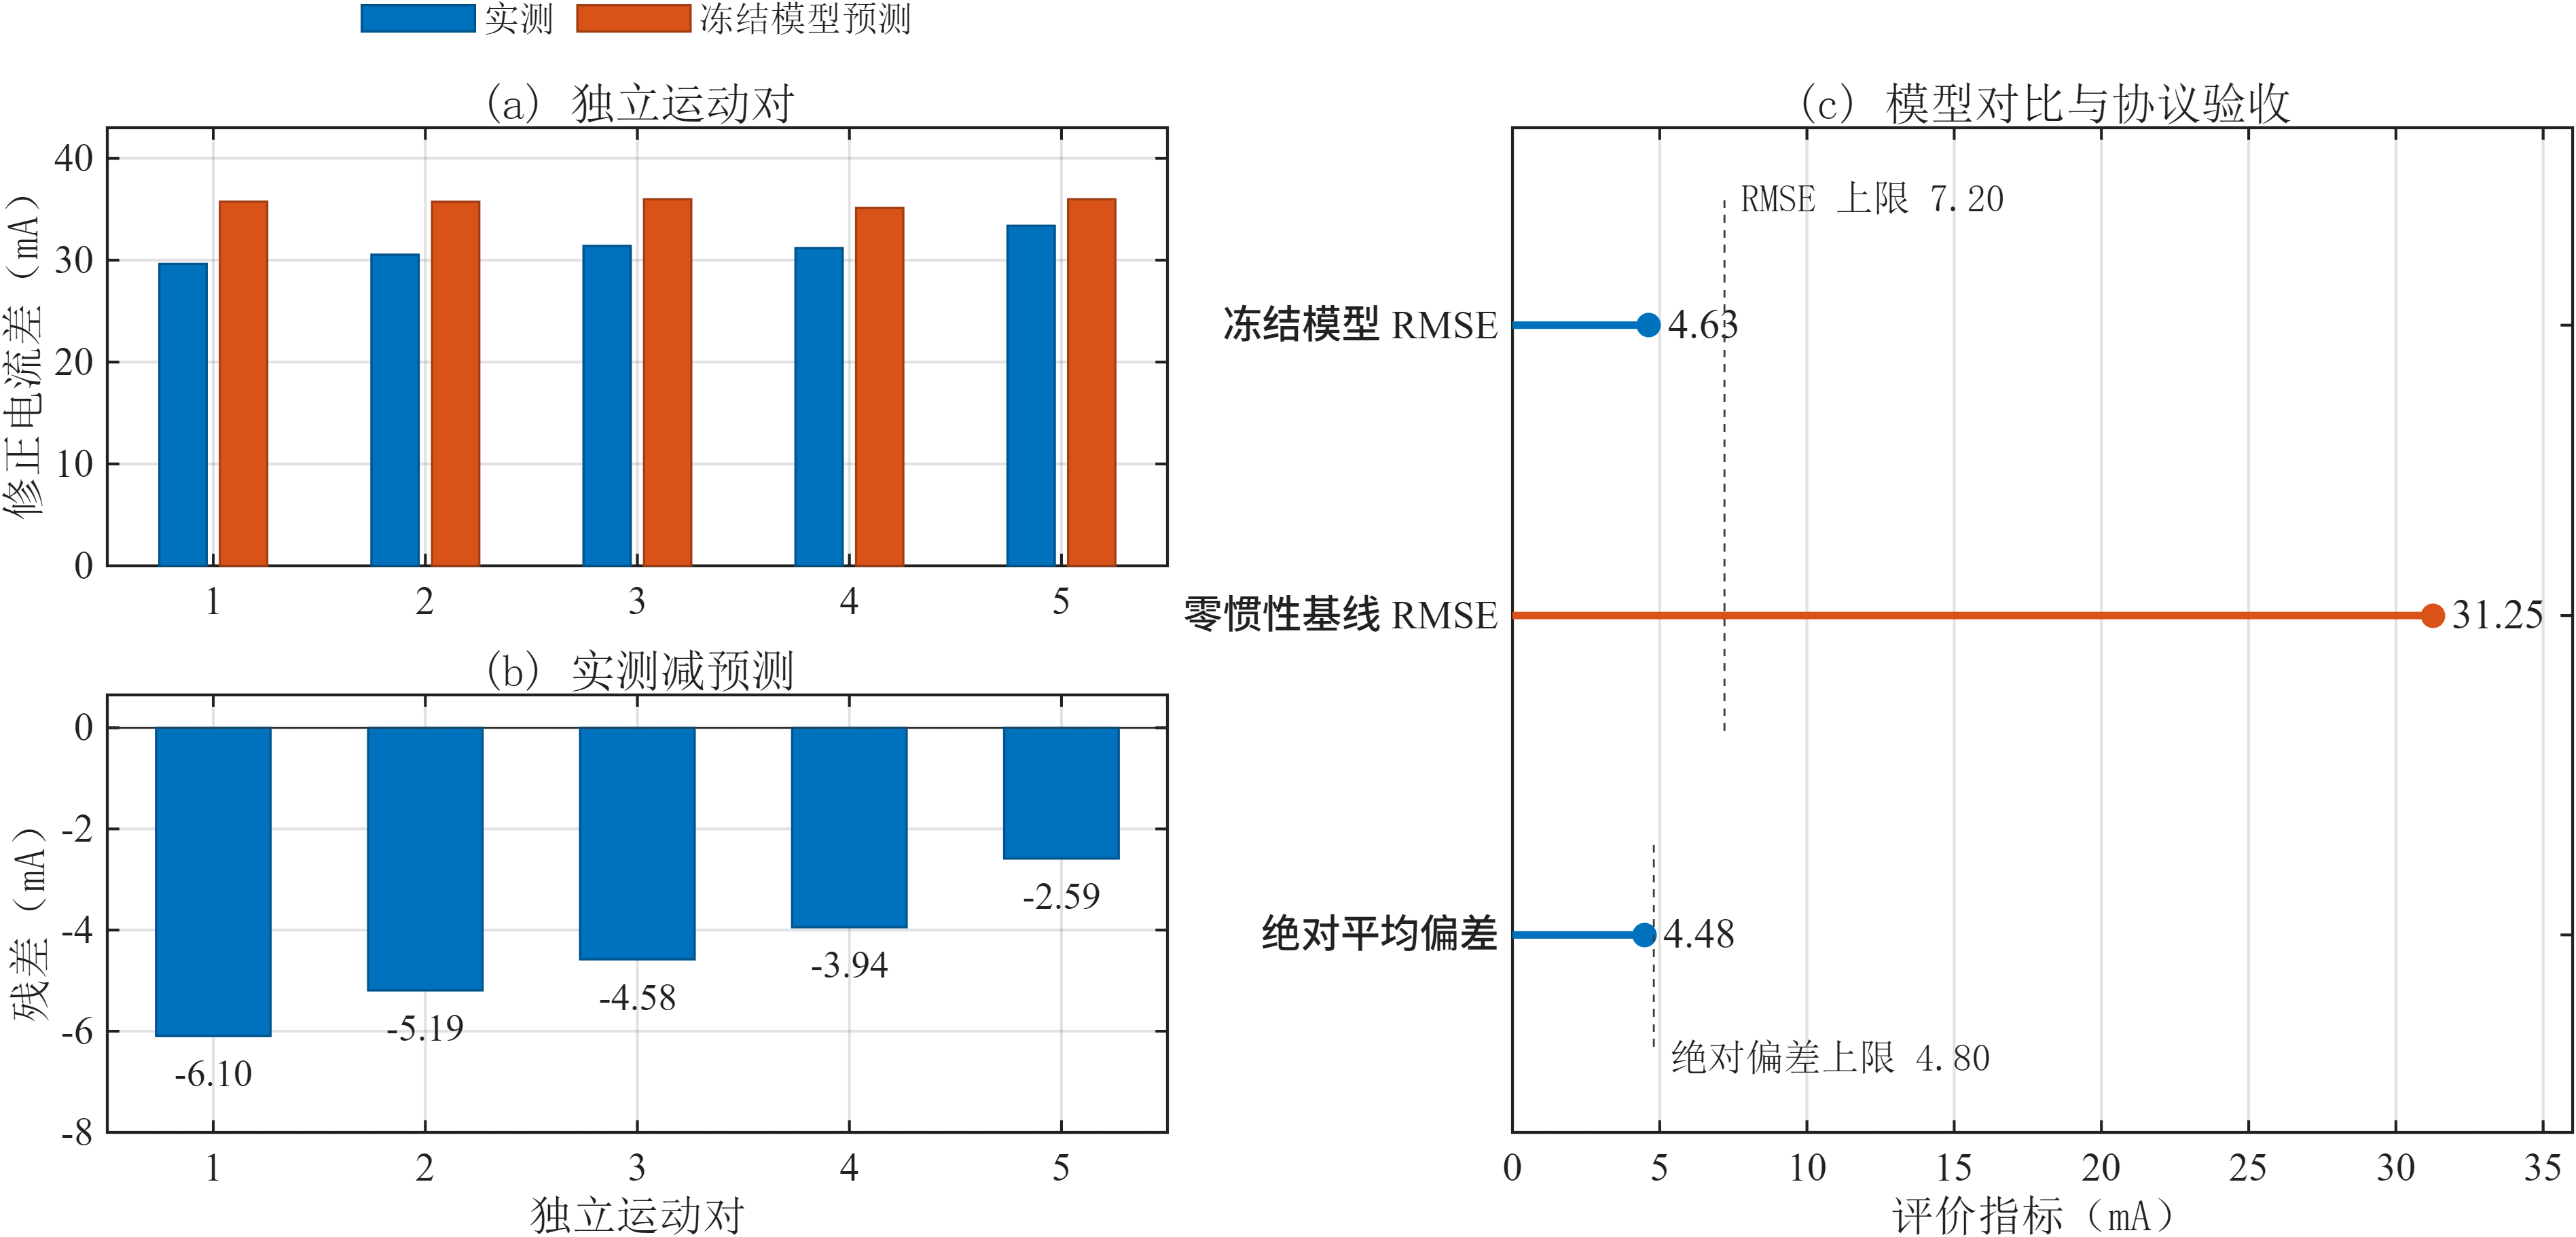 实测 冻结模型预测
(a) 独立运动对
修正电流差 (mA)
40
30
20
10
0
1 2 3 4 5
(b) 实测减预测
残差 (mA)
0
-2
-4
-6
-8
-6.10
-5.19
-4.58
-3.94
-2.59
1 2 3 4 5
独立运动对
(c) 模型对比与协议验收
RMSE 上限 7.20
冻结模型 RMSE
4.63
零惯性基线 RMSE
31.25
绝对平均偏差
4.48
绝对偏差上限 4.80
0 5 10 15 20 25 30 35
评价指标 (mA)